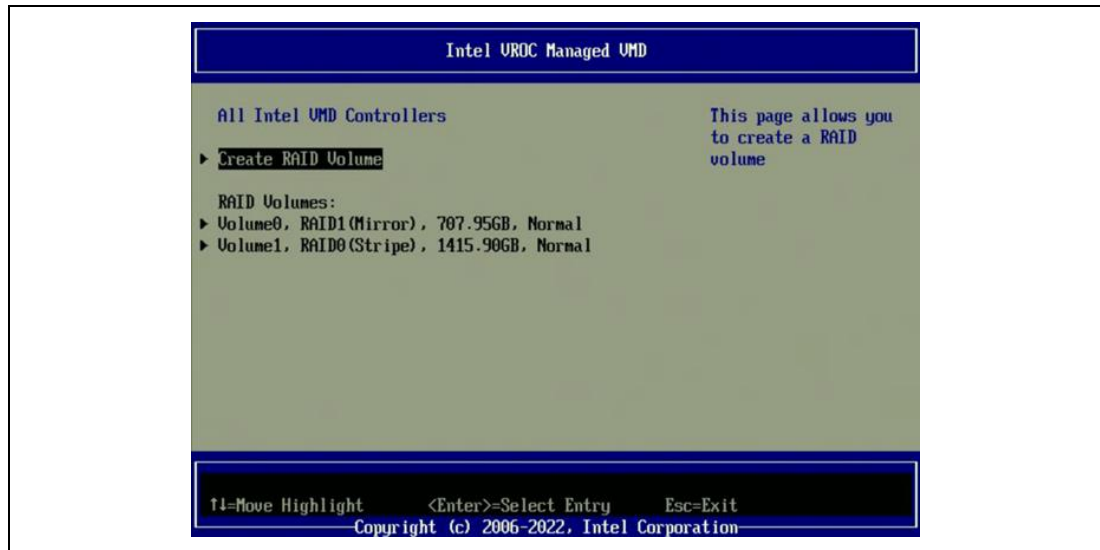 Intel VROC Managed VMD
All Intel VMD Controllers
This page allows you
to create a RAID
volume
▶ Create RAID Volume
RAID Volumes:
▶ Volume0, RAID1(Mirror), 707.95GB, Normal
▶ Volume1, RAID0(Stripe), 1415.90GB, Normal
↑↓=Move Highlight <Enter>=Select Entry Esc=Exit
Copyright (c) 2006-2022, Intel Corporation